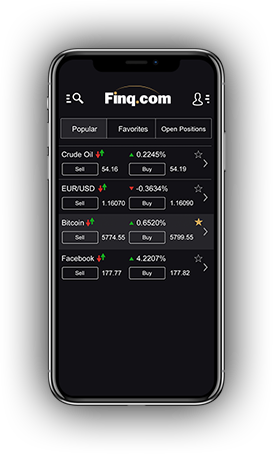 Finq.com
Popular Favorites Open Positions
Crude Oil 0.2245%
Sell 54.16 Buy 54.19
EUR/USD -0.3634%
Sell 1.16070 Buy 1.16090
Bitcoin 0.6520%
Sell 5774.55 Buy 5799.55
Facebook 4.2207%
Sell 177.77 Buy 177.82